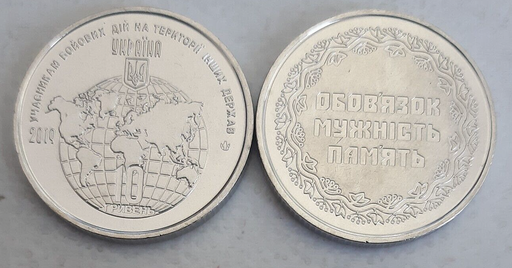 УЧАСНИКАМ БОЙОВИХ ДІЙ НА ТЕРИТОРІЇ ІНШИХ ДЕРЖАВ
УКРАЇНА
2019
10
ГРИВЕНЬ
ОБОВ'ЯЗОК
МУЖНІСТЬ
ПАМ'ЯТЬ